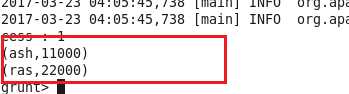 2017-03-23 04:05:45,738 [main] INFO org.apa
2017-03-23 04:05:45,738 [main] INFO org.apa
cess : 1
(ash,11000)
(ras,22000)
grunt>